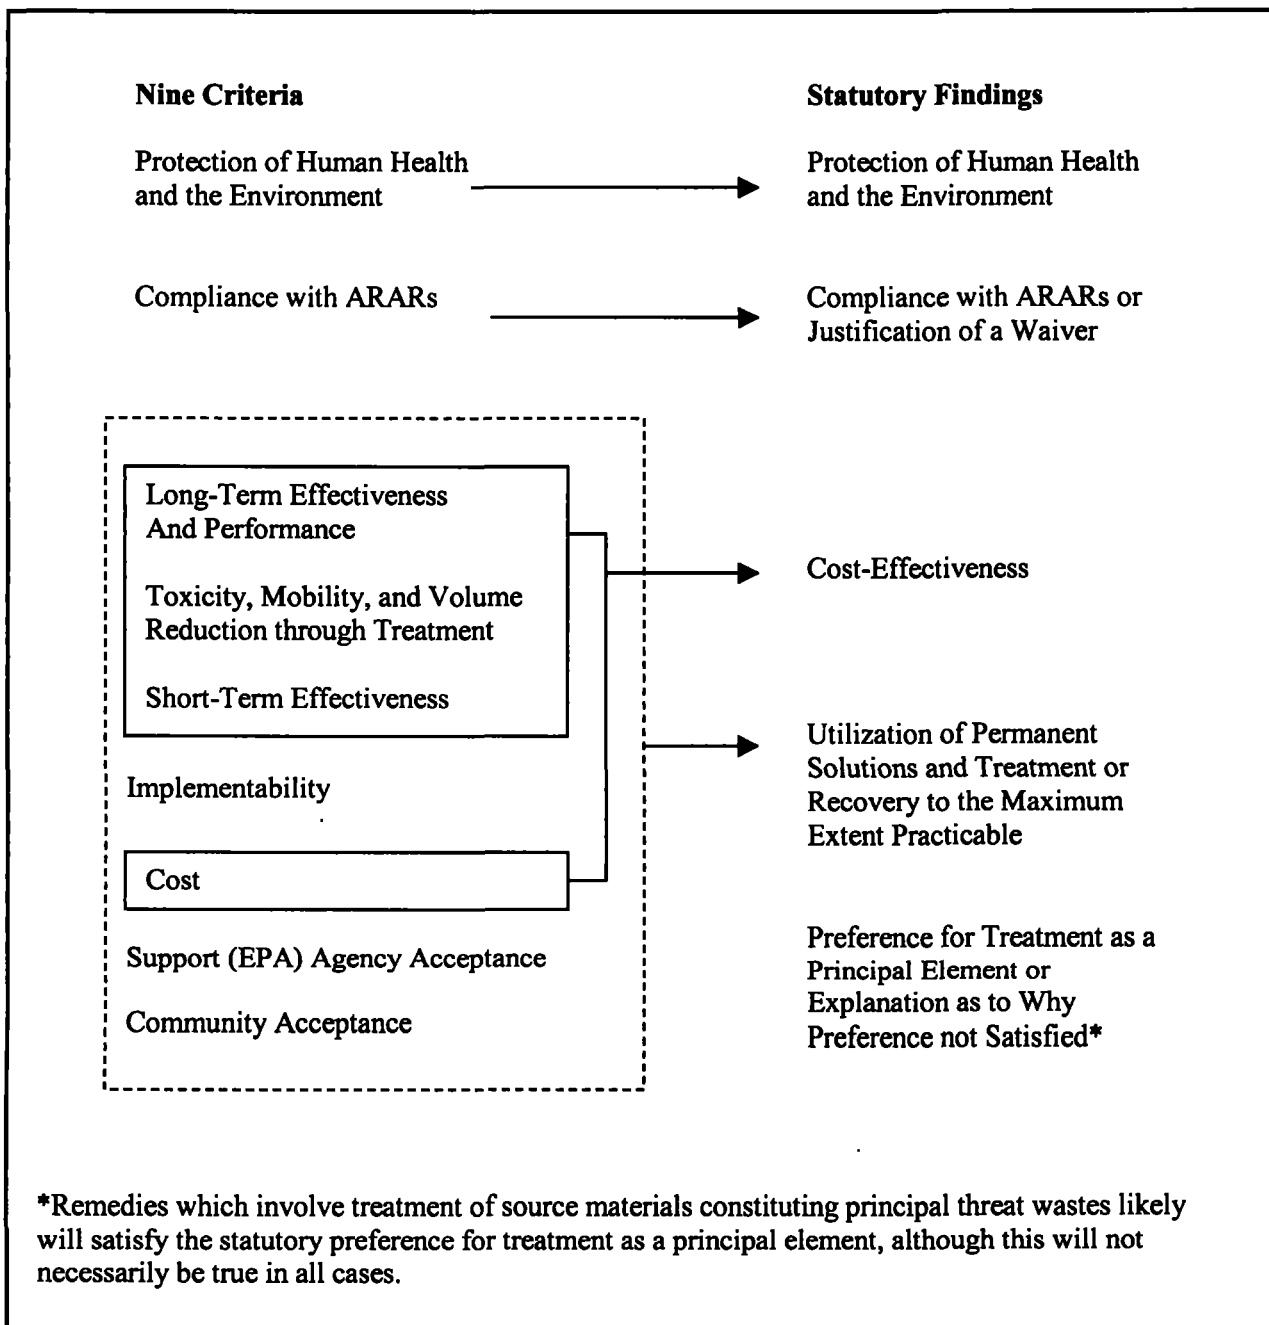 Nine Criteria
Statutory Findings
Protection of Human Health
and the Environment
Protection of Human Health
and the Environment
Compliance with ARARs
Compliance with ARARs or
Justification of a Waiver
Long-Term Effectiveness
And Performance
Toxicity, Mobility, and Volume
Reduction through Treatment
Short-Term Effectiveness
Implementability
Cost
Support (EPA) Agency Acceptance
Community Acceptance
Cost-Effectiveness
Utilization of Permanent
Solutions and Treatment or
Recovery to the Maximum
Extent Practicable
Preference for Treatment as a
Principal Element or
Explanation as to Why
Preference not Satisfied*
*Remedies which involve treatment of source materials constituting principal threat wastes likely
will satisfy the statutory preference for treatment as a principal element, although this will not
necessarily be true in all cases.